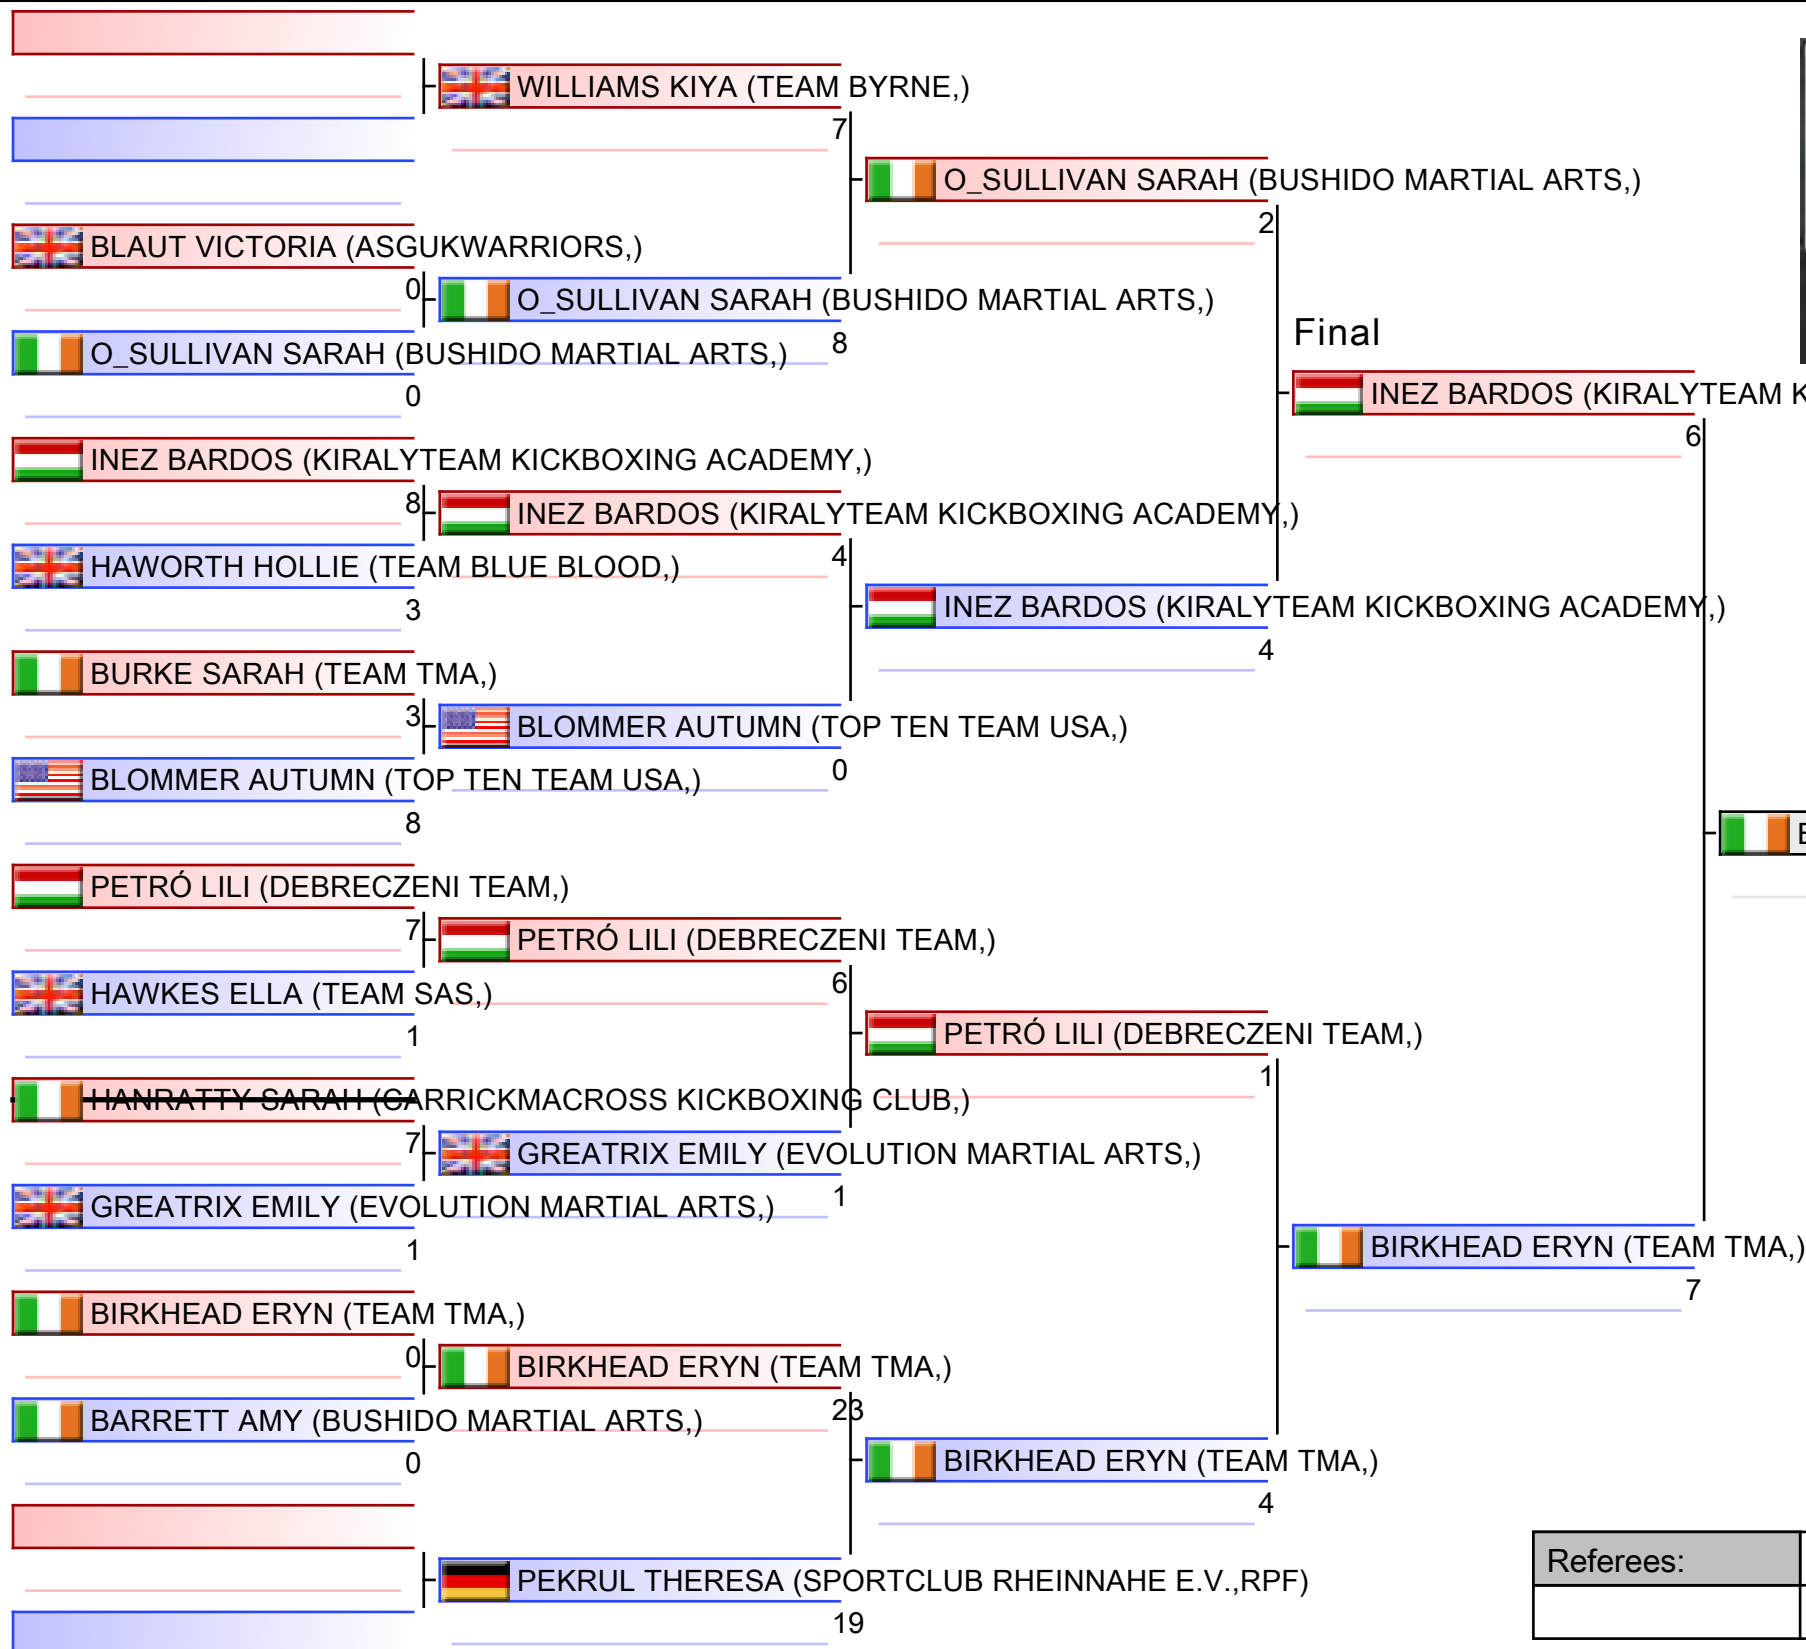 WILLIAMS KIYA (TEAM BYRNE,)
7
O_SULLIVAN SARAH (BUSHIDO MARTIAL ARTS,)
2
BLAUT VICTORIA (ASGUKWARRIORS,)
0
O_SULLIVAN SARAH (BUSHIDO MARTIAL ARTS,)
8
Final
O_SULLIVAN SARAH (BUSHIDO MARTIAL ARTS,)
0
INEZ BARDOS (KIRALYTEAM K
6
INEZ BARDOS (KIRALYTEAM KICKBOXING ACADEMY,)
8
INEZ BARDOS (KIRALYTEAM KICKBOXING ACADEMY,)
4
HAWORTH HOLLIE (TEAM BLUE BLOOD,)
3
INEZ BARDOS (KIRALYTEAM KICKBOXING ACADEMY,)
4
BURKE SARAH (TEAM TMA,)
3
BLOMMER AUTUMN (TOP TEN TEAM USA,)
0
BLOMMER AUTUMN (TOP TEN TEAM USA,)
8
PETRÓ LILI (DEBRECZENI TEAM,)
7
PETRÓ LILI (DEBRECZENI TEAM,)
6
HAWKES ELLA (TEAM SAS,)
1
PETRÓ LILI (DEBRECZENI TEAM,)
1
HANRATTY SARAH (CARRICKMACROSS KICKBOXING CLUB,)
7
GREATRIX EMILY (EVOLUTION MARTIAL ARTS,)
1
GREATRIX EMILY (EVOLUTION MARTIAL ARTS,)
1
BIRKHEAD ERYN (TEAM TMA,)
7
BIRKHEAD ERYN (TEAM TMA,)
0
BIRKHEAD ERYN (TEAM TMA,)
23
BARRETT AMY (BUSHIDO MARTIAL ARTS,)
0
BIRKHEAD ERYN (TEAM TMA,)
4
PEKRUL THERESA (SPORTCLUB RHEINNAHE E.V.,RPF)
19
Referees: